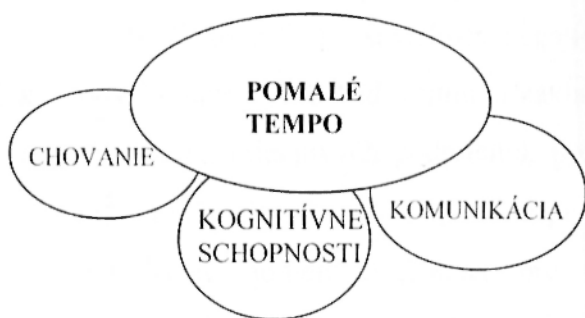 POMALÉ
TEMPO
CHOVANIE
KOGNITÍVNE
SCHOPNOSTI
KOMUNIKÁCIA